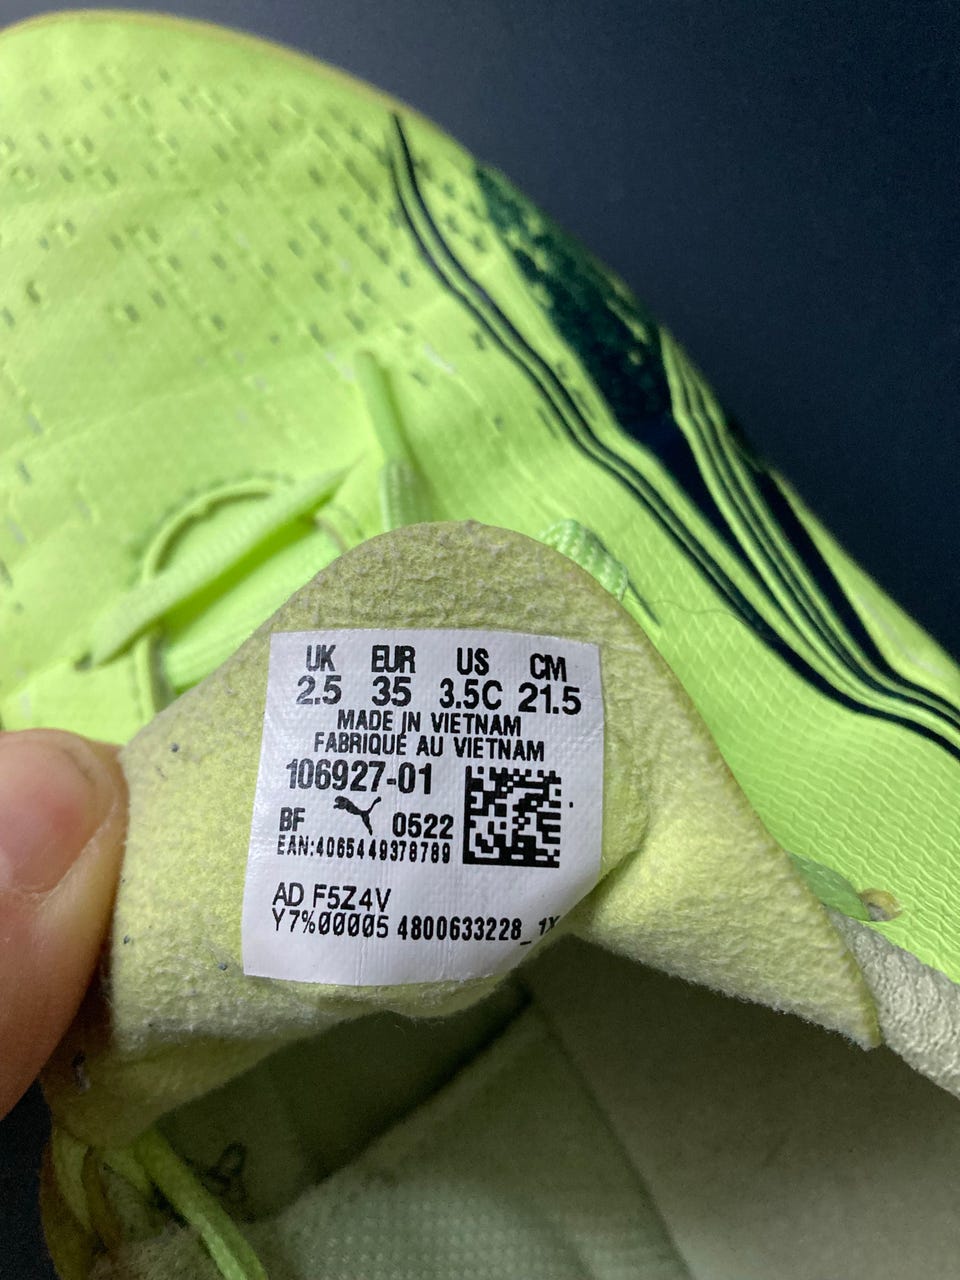 UK EUR US CM
2.5 35 3.5C 21.5
MADE IN VIETNAM
FABRIQUÉ AU VIETNAM
106927-01
BF 0522
EAN:4065449378789
AD F5Z4V
Y7%00005 4800633228_1X